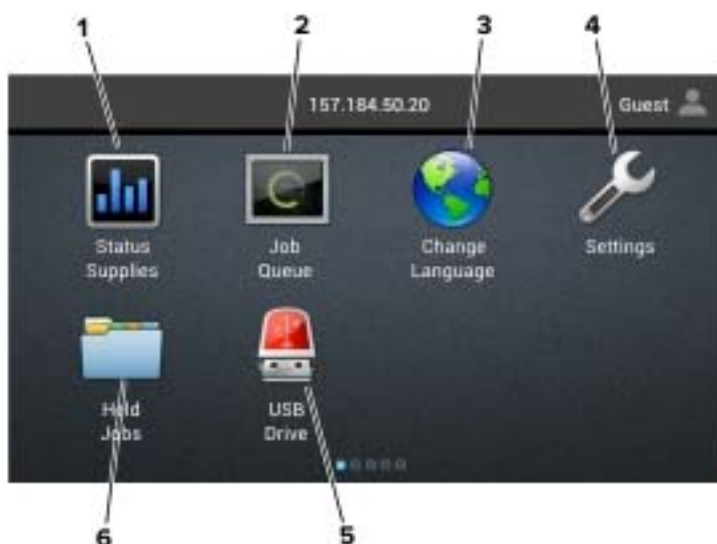 1 2 3 4
157.184.50.20 Guest
Status Supplies
Job Queue
Change Language
Settings
Held Jobs
USB Drive
6 5